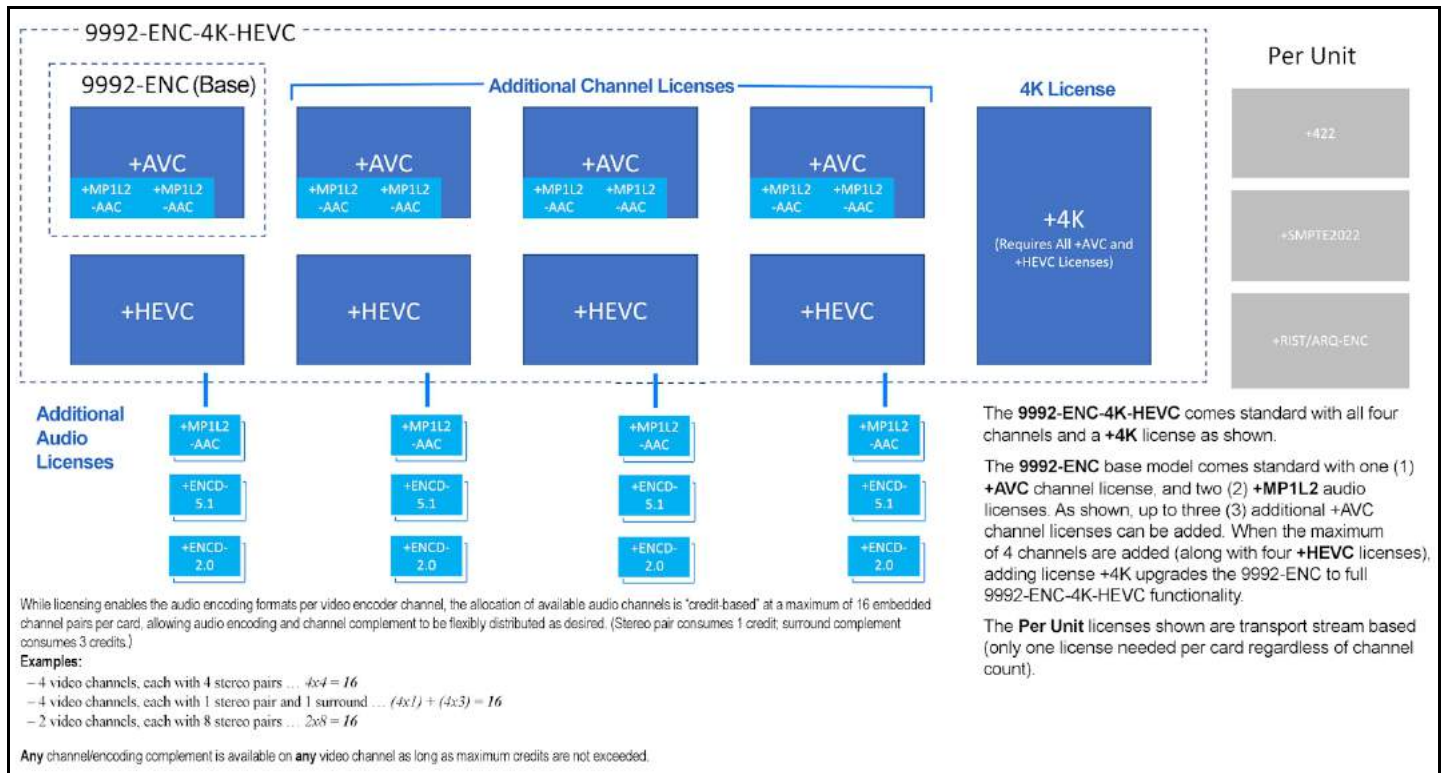 9992-ENC-4K-HEVC
Per Unit
9992-ENC (Base)
Additional Channel Licenses
4K License
+AVC
+MP1L2
-AAC
+MP1L2
-AAC
+AVC
+MP1L2
-AAC
+MP1L2
-AAC
+AVC
+MP1L2
-AAC
+MP1L2
-AAC
+AVC
+MP1L2
-AAC
+MP1L2
-AAC
+4K
(Requires All +AVC and
+HEVC Licenses)
+422
+SMPTE2022
+RIST/ARQ-ENC
+HEVC
+HEVC
+HEVC
+HEVC
Additional
Audio
Licenses
+MP1L2
-AAC
+MP1L2
-AAC
+MP1L2
-AAC
+MP1L2
-AAC
+ENCD-
5.1
+ENCD-
5.1
+ENCD-
5.1
+ENCD-
5.1
+ENCD-
2.0
+ENCD-
2.0
+ENCD-
2.0
+ENCD-
2.0
The 9992-ENC-4K-HEVC comes standard with all four
channels and a +4K license as shown.
The 9992-ENC base model comes standard with one (1)
+AVC channel license, and two (2) +MP1L2 audio
licenses. As shown, up to three (3) additional +AVC
channel licenses can be added. When the maximum
of 4 channels are added (along with four +HEVC licenses),
adding license +4K upgrades the 9992-ENC to full
9992-ENC-4K-HEVC functionality.
The Per Unit licenses shown are transport stream based
(only one license needed per card regardless of channel
count).
While licensing enables the audio encoding formats per video encoder channel, the allocation of available audio channels is "credit-based" at a maximum of 16 embedded
channel pairs per card, allowing audio encoding and channel complement to be flexibly distributed as desired. (Stereo pair consumes 1 credit; surround complement
consumes 3 credits.)
Examples:
– 4 video channels, each with 4 stereo pairs … 4x4 = 16
– 4 video channels, each with 1 stereo pair and 1 surround … (4x1) + (4x3) = 16
– 2 video channels, each with 8 stereo pairs … 2x8 = 16
Any channel/encoding complement is available on any video channel as long as maximum credits are not exceeded.